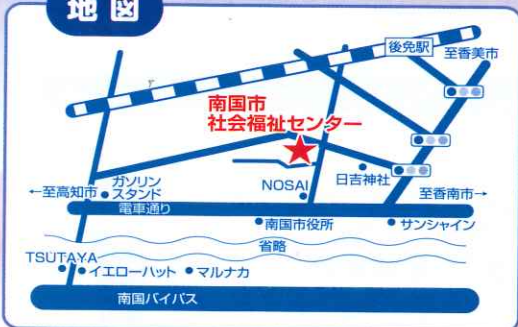 地図
後免駅
至香美市
南国市
社会福祉センター
ガソリン
スタンド
NOSAI
日吉神社
←至高知市
至香南市→
電車通り
南国市役所
サンシャイン
省略
TSUTAYA
イエローハット
マルナカ
南国バイパス